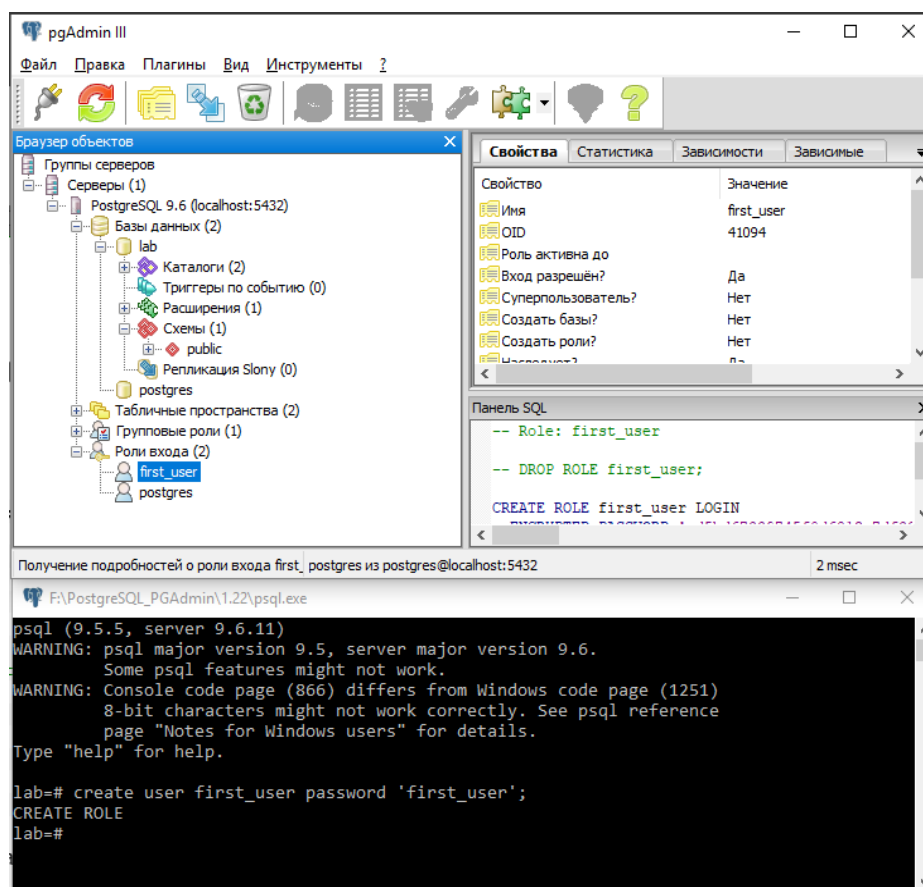 pgAdmin III
Файл Правка Плагины Вид Инструменты ?
Браузер объектов
Группы серверов
Серверы (1)
PostgreSQL 9.6 (localhost:5432)
Базы данных (2)
lab
Каталоги (2)
Триггеры по событию (0)
Расширения (1)
Схемы (1)
public
Репликация Slony (0)
postgres
Табличные пространства (2)
Групповые роли (1)
Роли входа (2)
first_user
postgres
Свойства Статистика Зависимости Зависимые
Свойство Значение
Имя first_user
OID 41094
Роль активна до
Вход разрешён? Да
Суперпользователь? Нет
Создать базы? Нет
Создать роли? Нет
Наследует? Да
Панель SQL
-- Role: first_user
-- DROP ROLE first_user;
CREATE ROLE first_user LOGIN
ENCRYPTED PASSWORD
Получение подробностей о роли входа first_ postgres из postgres@localhost:5432 2 msec
F:\PostgreSQL_PGAdmin\1.22\psql.exe
psql (9.5.5, server 9.6.11)
WARNING: psql major version 9.5, server major version 9.6.
Some psql features might not work.
WARNING: Console code page (866) differs from Windows code page (1251)
8-bit characters might not work correctly. See psql reference
page "Notes for Windows users" for details.
Type "help" for help.
lab=# create user first_user password 'first_user';
CREATE ROLE
lab=#